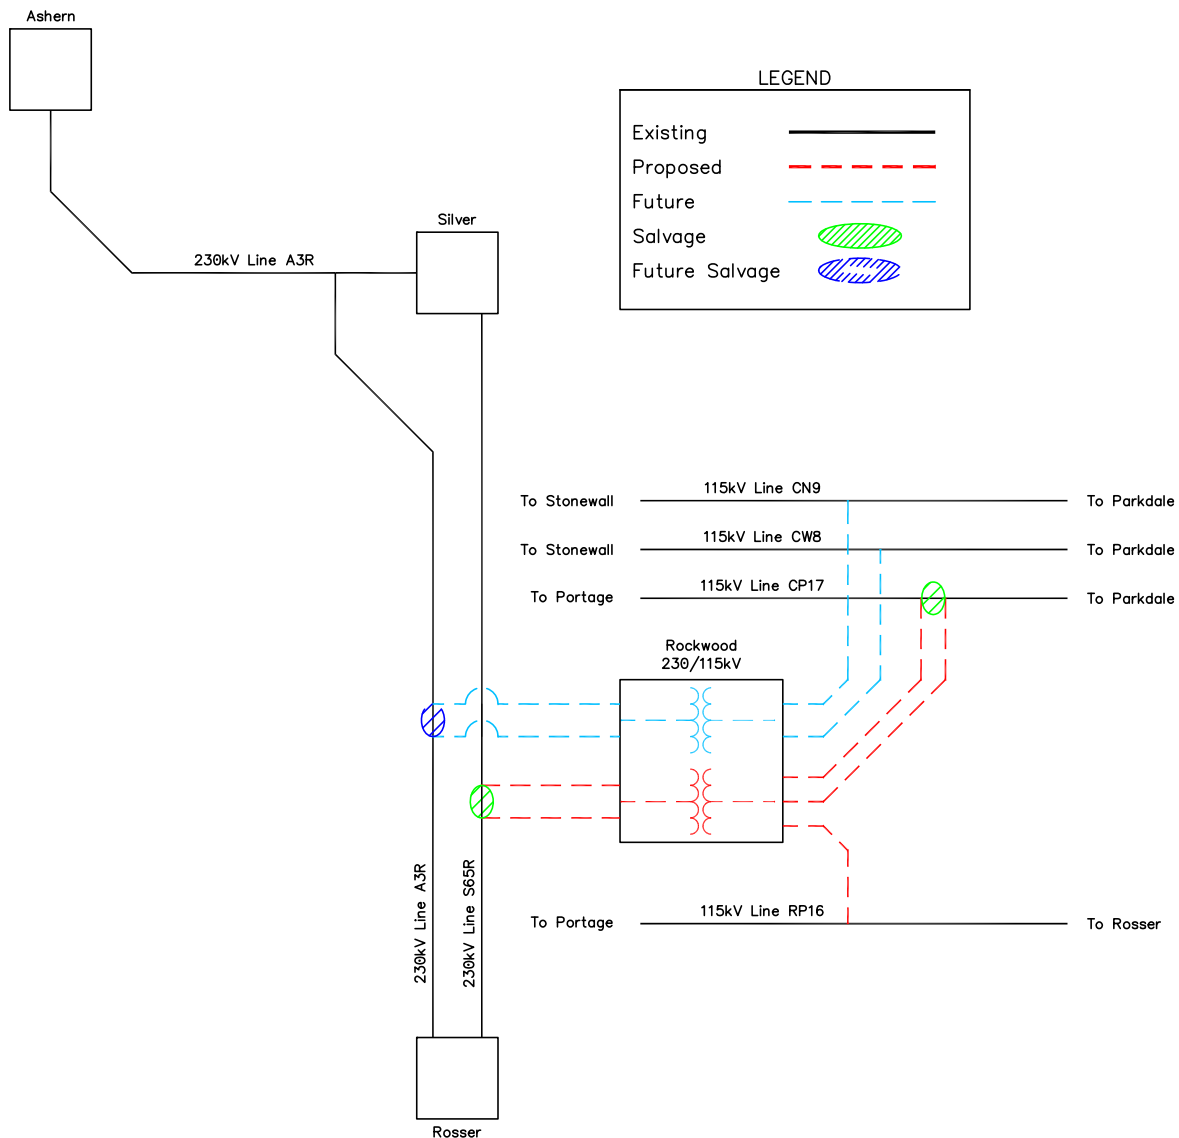 Ashern
LEGEND
Existing
Proposed
Future
Salvage
Future Salvage
Silver
230kV Line A3R
115kV Line CN9
To Stonewall
To Parkdale
115kV Line CW8
To Stonewall
To Parkdale
115kV Line CP17
To Portage
To Parkdale
Rockwood
230/115kV
230kV Line A3R
230kV Line S65R
115kV Line RP16
To Portage
To Rosser
Rosser